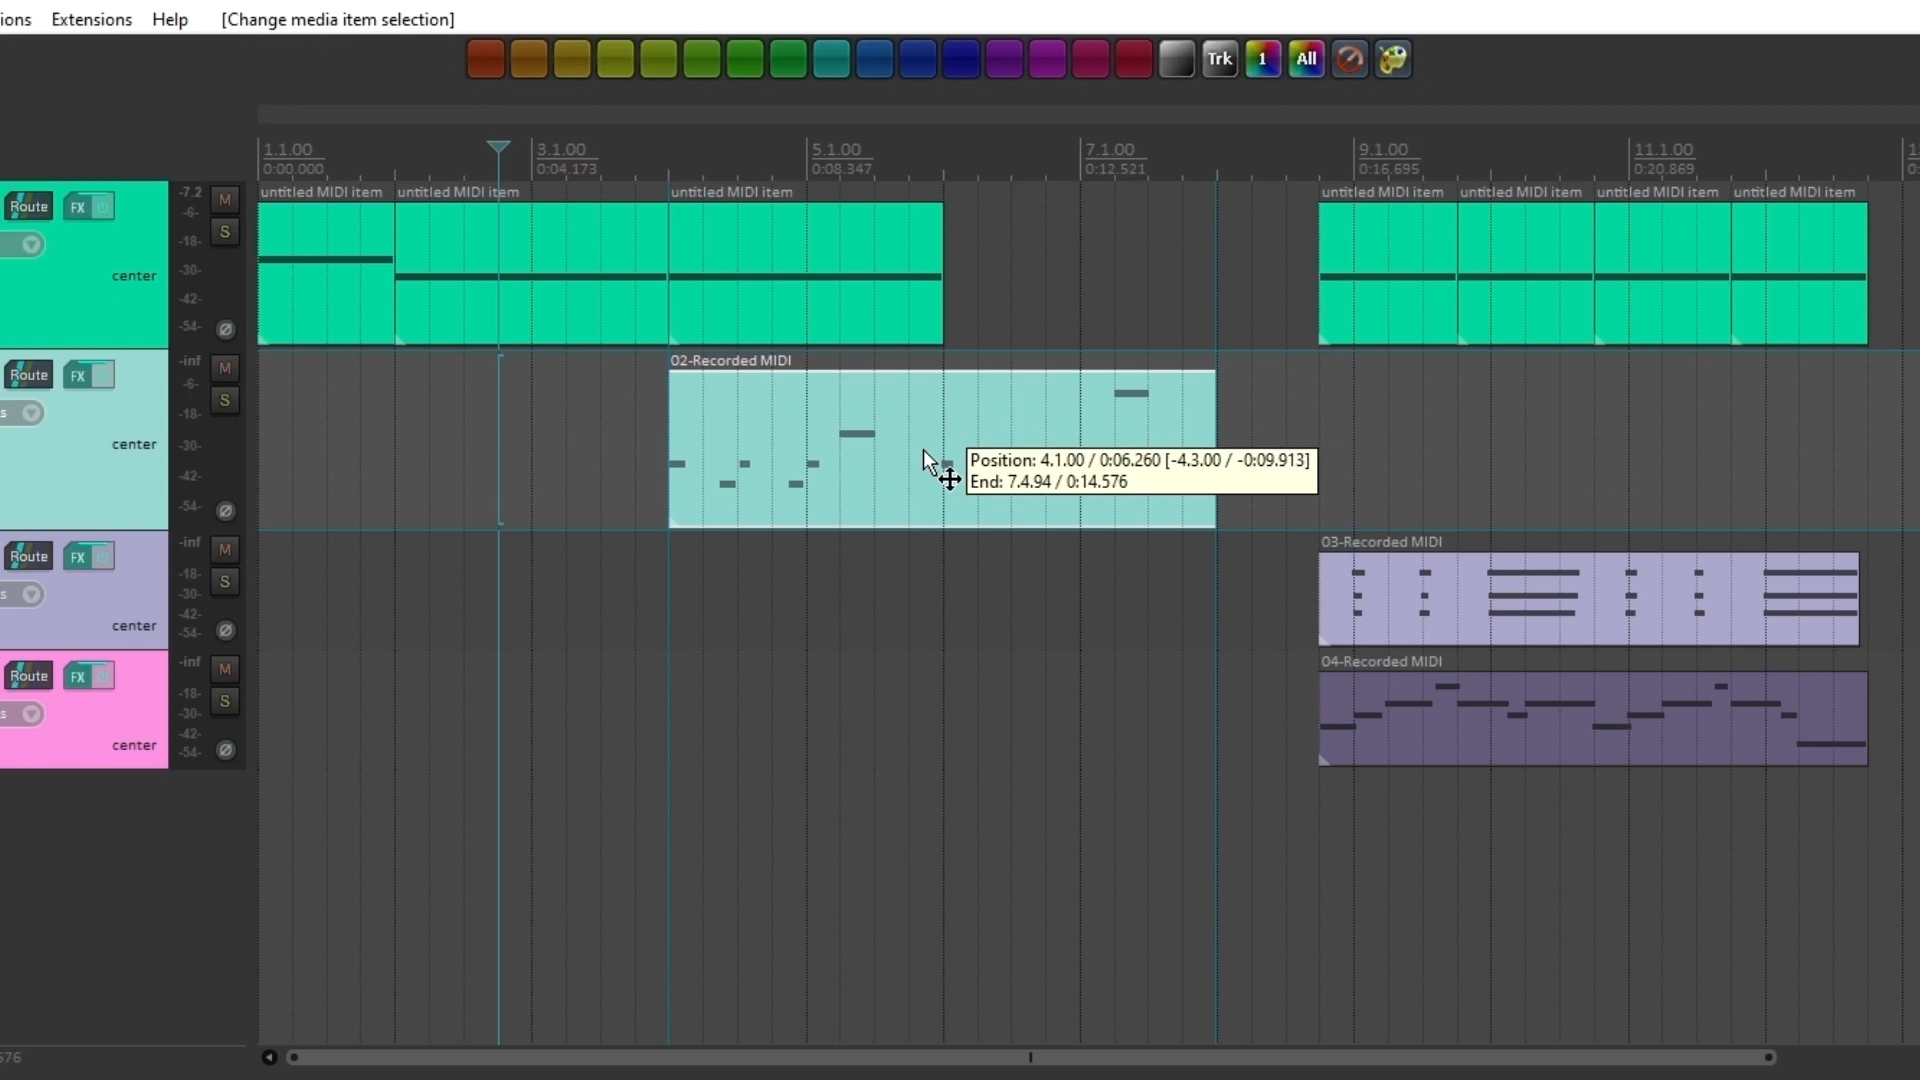 ions Extensions Help [Change media item selection]
Trk 1 All
1.1.00 3.1.00 5.1.00 7.1.00 9.1.00 11.1.00
0:00.000 0:04.173 0:08.347 0:12.521 0:16.695 0:20.869
untitled MIDI item untitled MIDI item untitled MIDI item untitled MIDI item untitled MIDI item untitled MIDI item untitled MIDI item
Route FX -7.2 M
-6-
S
-18-
center -30-
-42-
-54-
02-Recorded MIDI
Route FX -inf M
-6-
s S
-18-
center -30-
-42-
-54-
Position: 4.1.00 / 0:06.260 [-4.3.00 / -0:09.913]
End: 7.4.94 / 0:14.576
03-Recorded MIDI
Route FX -inf M
-18- S
s -30-
-42-
center -54-
04-Recorded MIDI
Route FX -inf M
-18- S
s -30-
-42-
center -54-
576